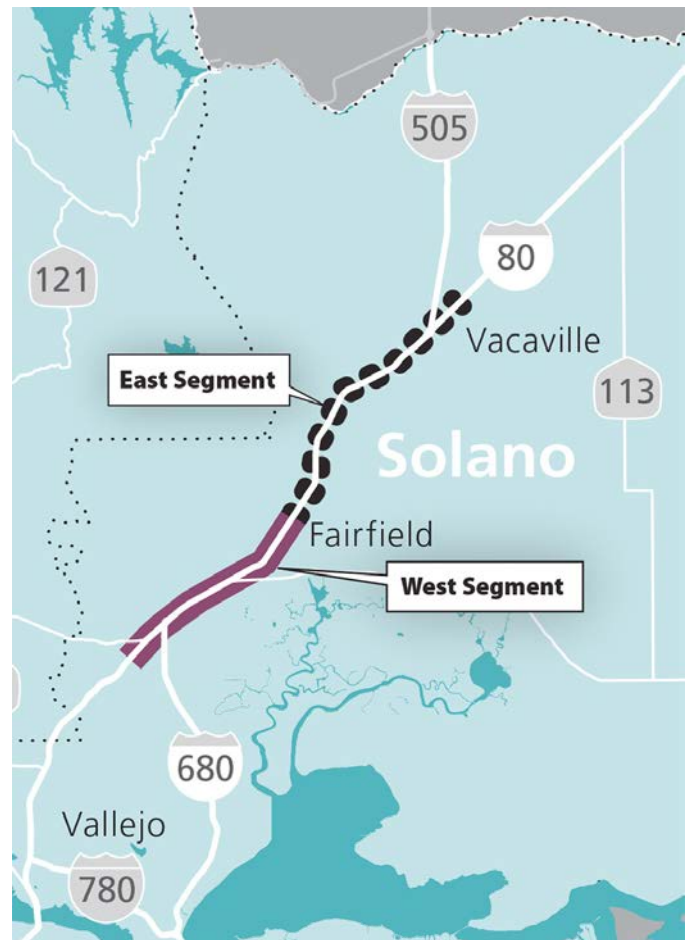 505
80
121
Vacaville
East Segment
113
Solano
Fairfield
West Segment
680
Vallejo
780